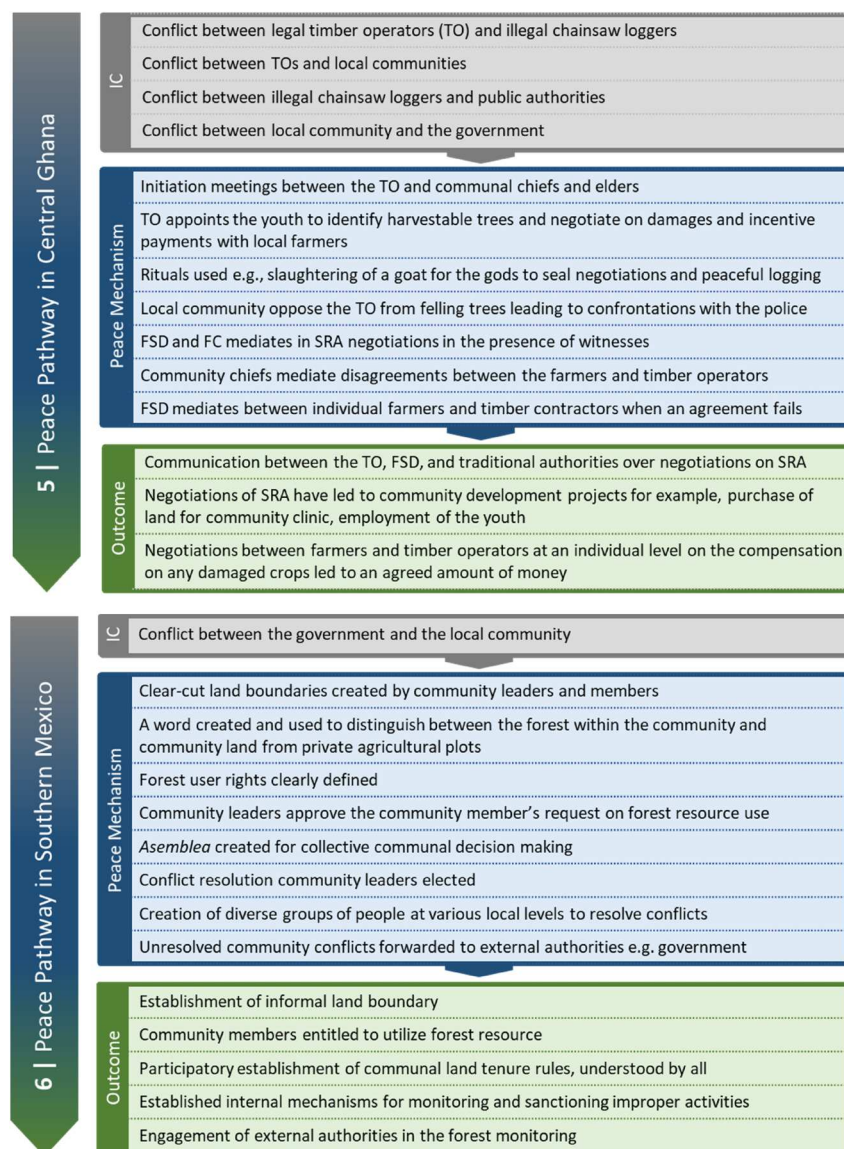 5 | Peace Pathway in Central Ghana
IC
Conflict between legal timber operators (TO) and illegal chainsaw loggers
Conflict between TOs and local communities
Conflict between illegal chainsaw loggers and public authorities
Conflict between local community and the government
Peace Mechanism
Initiation meetings between the TO and communal chiefs and elders
TO appoints the youth to identify harvestable trees and negotiate on damages and incentive
payments with local farmers
Rituals used e.g., slaughtering of a goat for the gods to seal negotiations and peaceful logging
Local community oppose the TO from felling trees leading to confrontations with the police
FSD and FC mediates in SRA negotiations in the presence of witnesses
Community chiefs mediate disagreements between the farmers and timber operators
FSD mediates between individual farmers and timber contractors when an agreement fails
Outcome
Communication between the TO, FSD, and traditional authorities over negotiations on SRA
Negotiations of SRA have led to community development projects for example, purchase of
land for community clinic, employment of the youth
Negotiations between farmers and timber operators at an individual level on the compensation
on any damaged crops led to an agreed amount of money
6 | Peace Pathway in Southern Mexico
IC
Conflict between the government and the local community
Peace Mechanism
Clear-cut land boundaries created by community leaders and members
A word created and used to distinguish between the forest within the community and
community land from private agricultural plots
Forest user rights clearly defined
Community leaders approve the community member's request on forest resource use
Asemblea created for collective communal decision making
Conflict resolution community leaders elected
Creation of diverse groups of people at various local levels to resolve conflicts
Unresolved community conflicts forwarded to external authorities e.g. government
Outcome
Establishment of informal land boundary
Community members entitled to utilize forest resource
Participatory establishment of communal land tenure rules, understood by all
Established internal mechanisms for monitoring and sanctioning improper activities
Engagement of external authorities in the forest monitoring